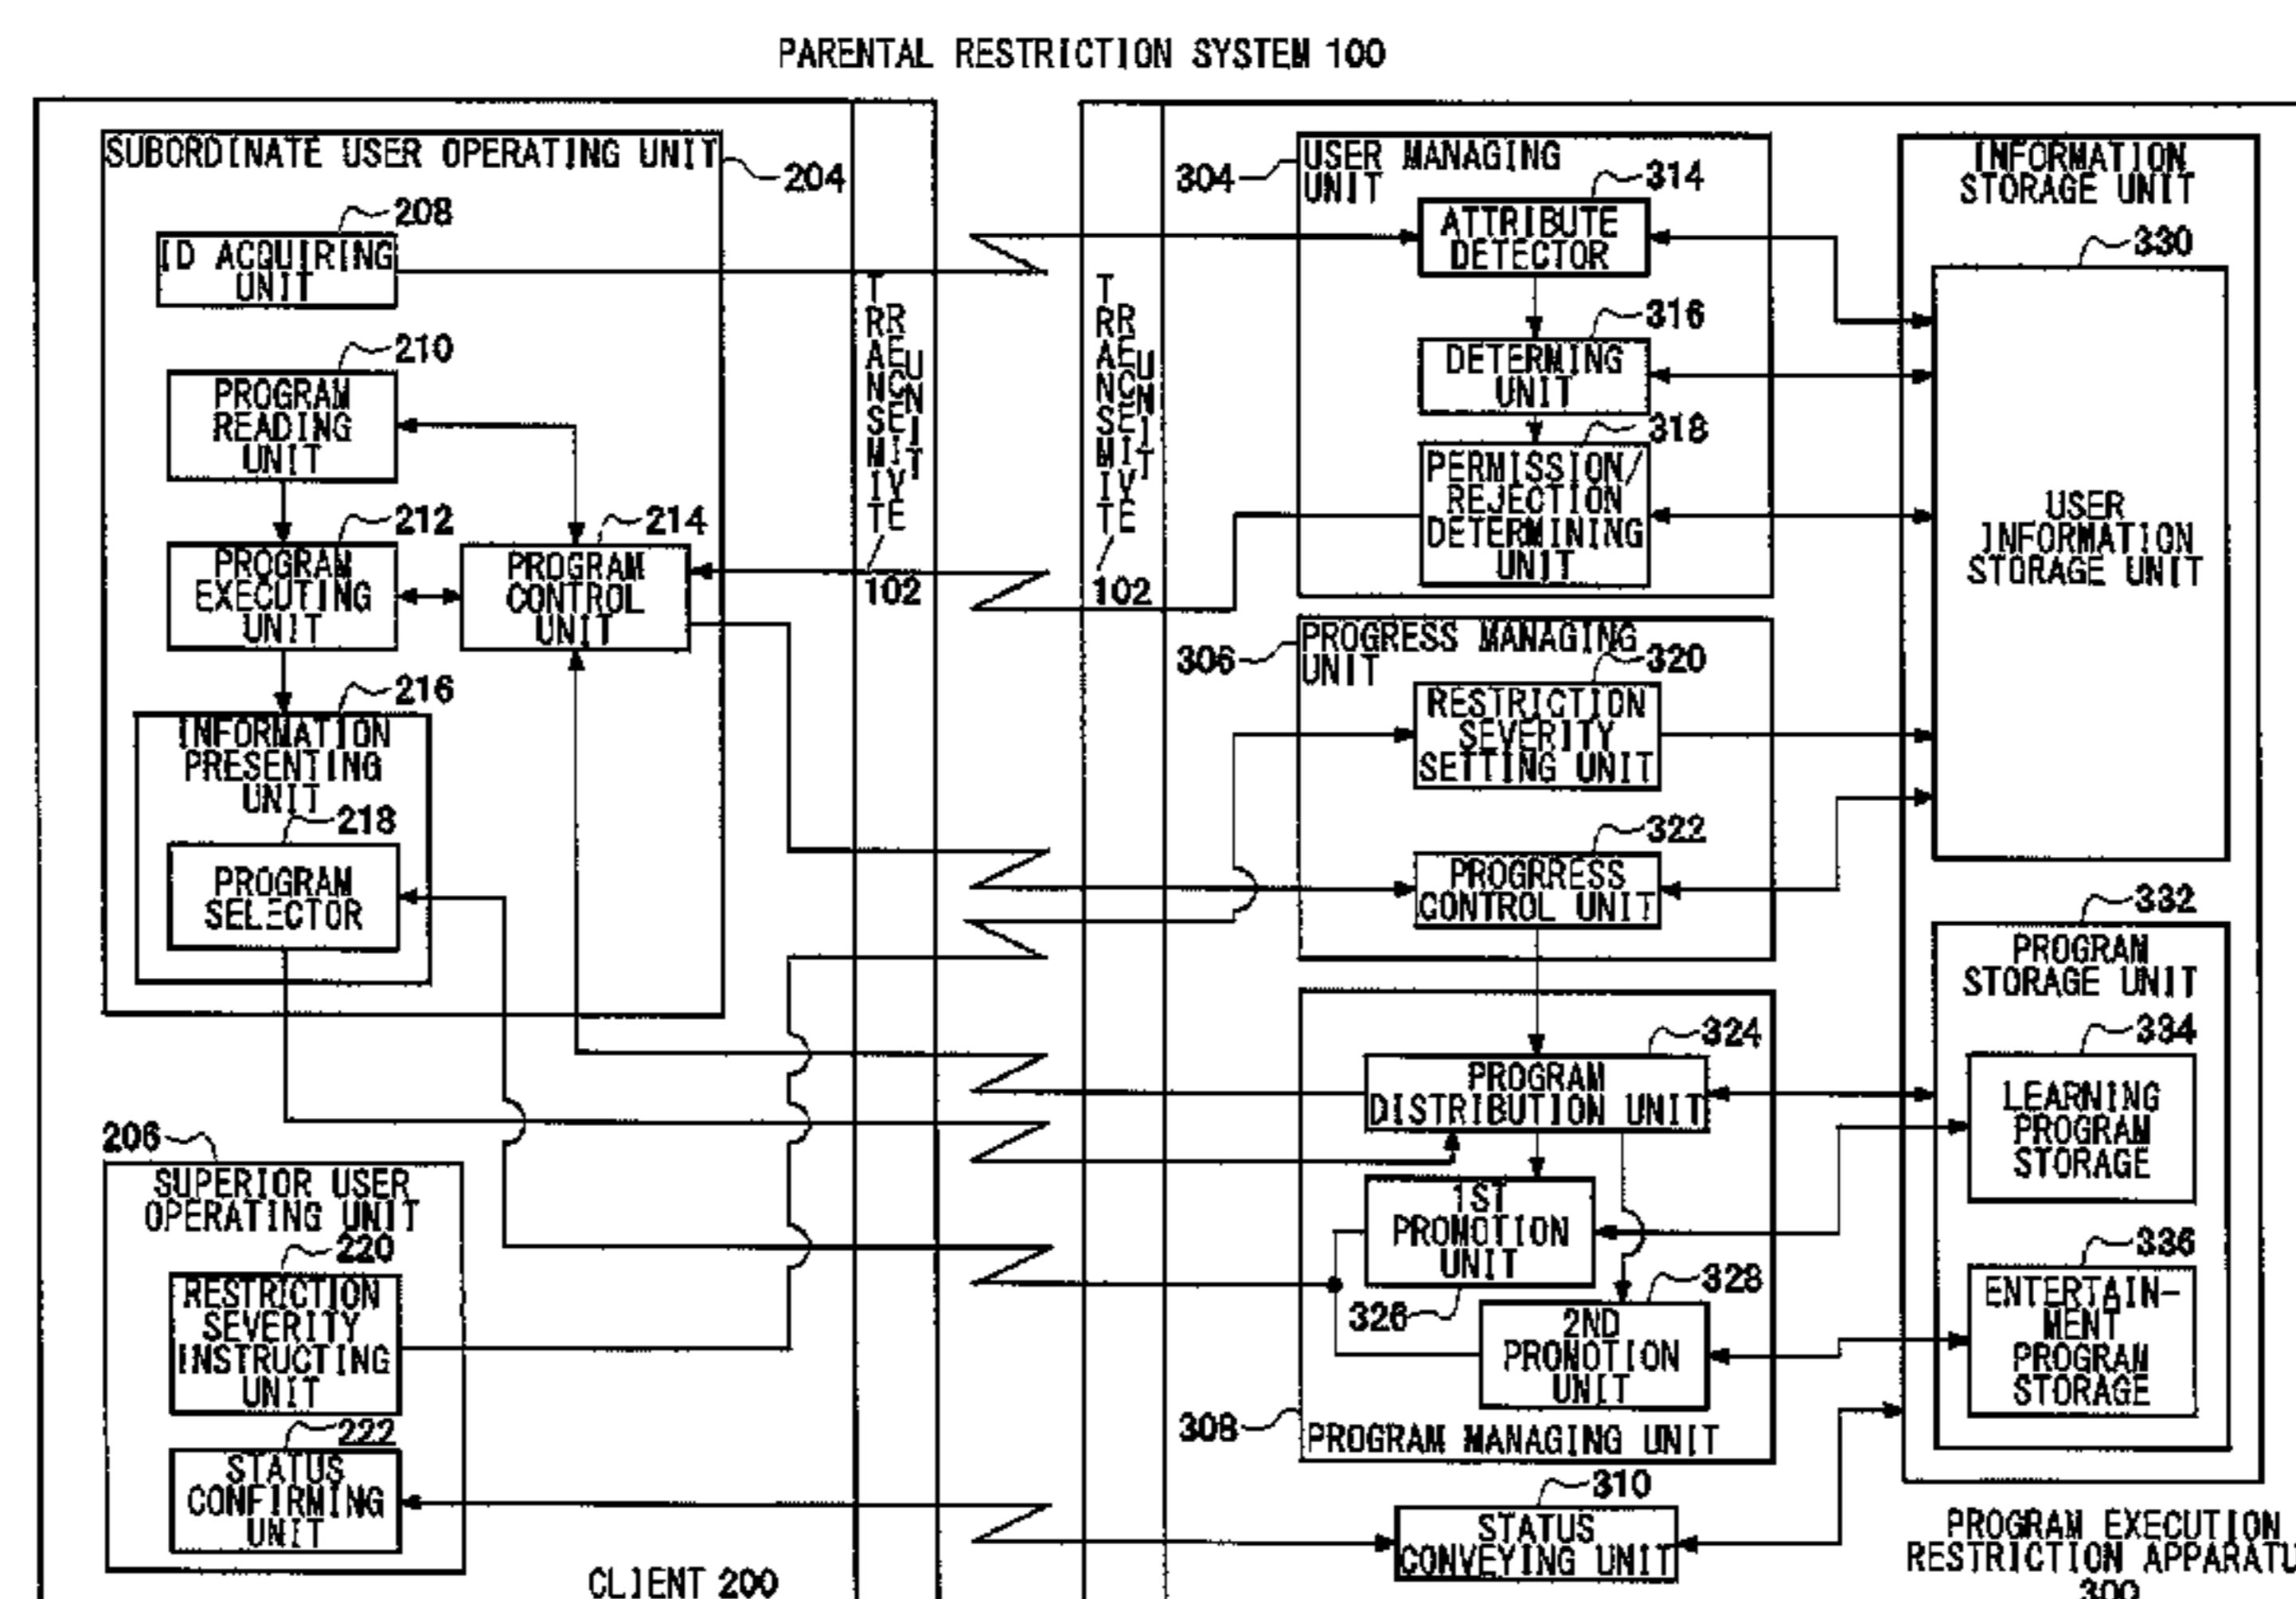 PARENTAL RESTRICTION SYSTEM 100
SUBORDINATE USER OPERATING UNIT
204
208
ID ACQUIRING
UNIT
210
PROGRAM
READING
UNIT
212
PROGRAM
EXECUTING
UNIT
214
PROGRAM
CONTROL
UNIT
216
INFORMATION
PRESENTING
UNIT
218
PROGRAM
SELECTOR
206
SUPERIOR USER
OPERATING UNIT
220
RESTRICTION
SEVERITY
INSTRUCTING
UNIT
222
STATUS
CONFIRMING
UNIT
CLIENT 200
TRANSMIT
RECEIVE
UNIT
102
TRANSMIT
RECEIVE
UNIT
102
304
USER MANAGING
UNIT
314
ATTRIBUTE
DETECTOR
316
DETERMING
UNIT
318
PERMISSION/
REJECTION
DETERMINING
UNIT
306
PROGRESS MANAGING
UNIT
320
RESTRICTION
SEVERITY
SETTING UNIT
322
PROGRRESS
CONTROL UNIT
324
PROGRAM
DISTRIBUTION UNIT
1ST
PROMOTION
UNIT
326
328
2ND
PROMOTION
UNIT
308
PROGRAM MANAGING UNIT
310
STATUS
CONVEYING UNIT
INFORMATION
STORAGE UNIT
330
USER
INFORMATION
STORAGE UNIT
332
PROGRAM
STORAGE UNIT
334
LEARNING
PROGRAM
STORAGE
336
ENTERTAIN-
MENT
PROGRAM
STORAGE
PROGRAM EXECUTION
RESTRICTION APPARATU
300